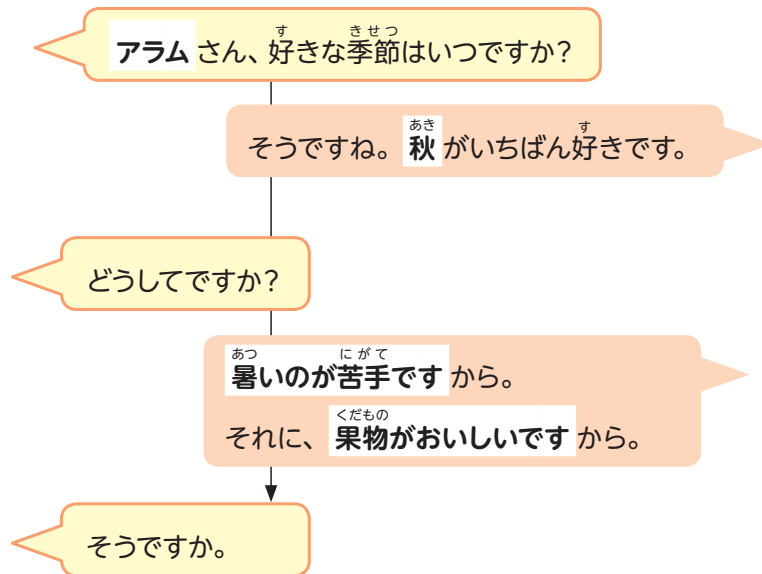 アラムさん、好きな季節はいつですか?
そうですね。秋がいちばん好きです。
どうしてですか?
暑いのが苦手ですから。
それに、果物がおいしいですから。
そうですか。